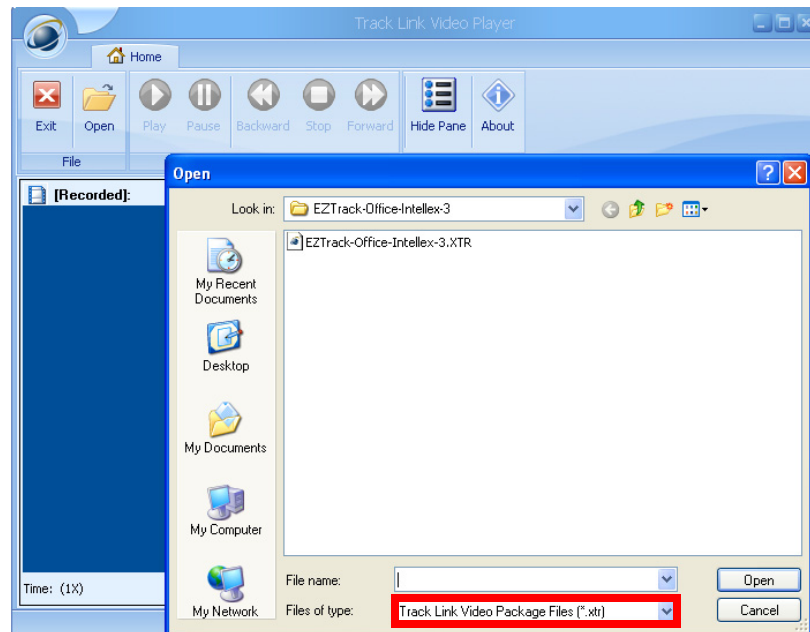 Track Link Video Player
Home
Exit
Open
Play
Pause
Backward
Stop
Forward
Hide Pane
About
File
Open
[Recorded]:
Look in:
EZTrack-Office-Intellex-3
EZTrack-Office-Intellex-3.XTR
My Recent
Documents
Desktop
My Documents
My Computer
My Network
File name:
Open
Files of type:
Track Link Video Package Files (*.xtr)
Cancel
Time: (1X)